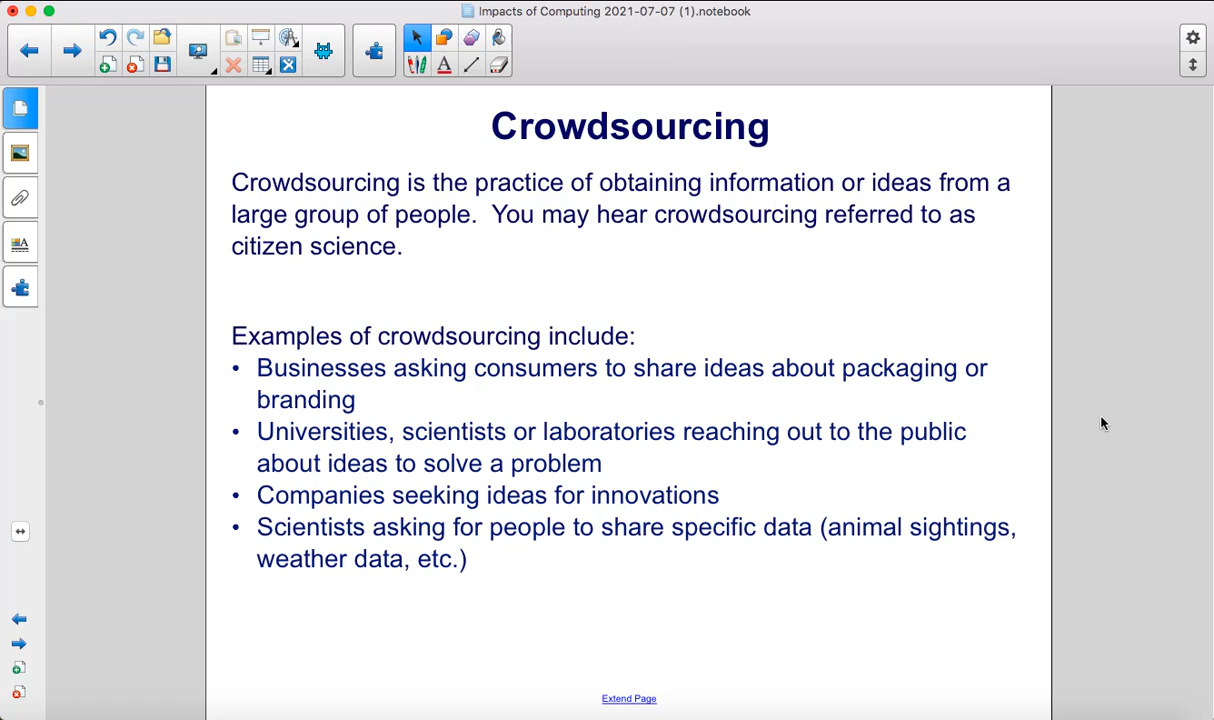 Impacts of Computing 2021-07-07 (1).notebook
Crowdsourcing
Crowdsourcing is the practice of obtaining information or ideas from a
large group of people.  You may hear crowdsourcing referred to as
citizen science.
Examples of crowdsourcing include:
• Businesses asking consumers to share ideas about packaging or
branding
• Universities, scientists or laboratories reaching out to the public
about ideas to solve a problem
• Companies seeking ideas for innovations
• Scientists asking for people to share specific data (animal sightings,
weather data, etc.)
Extend Page